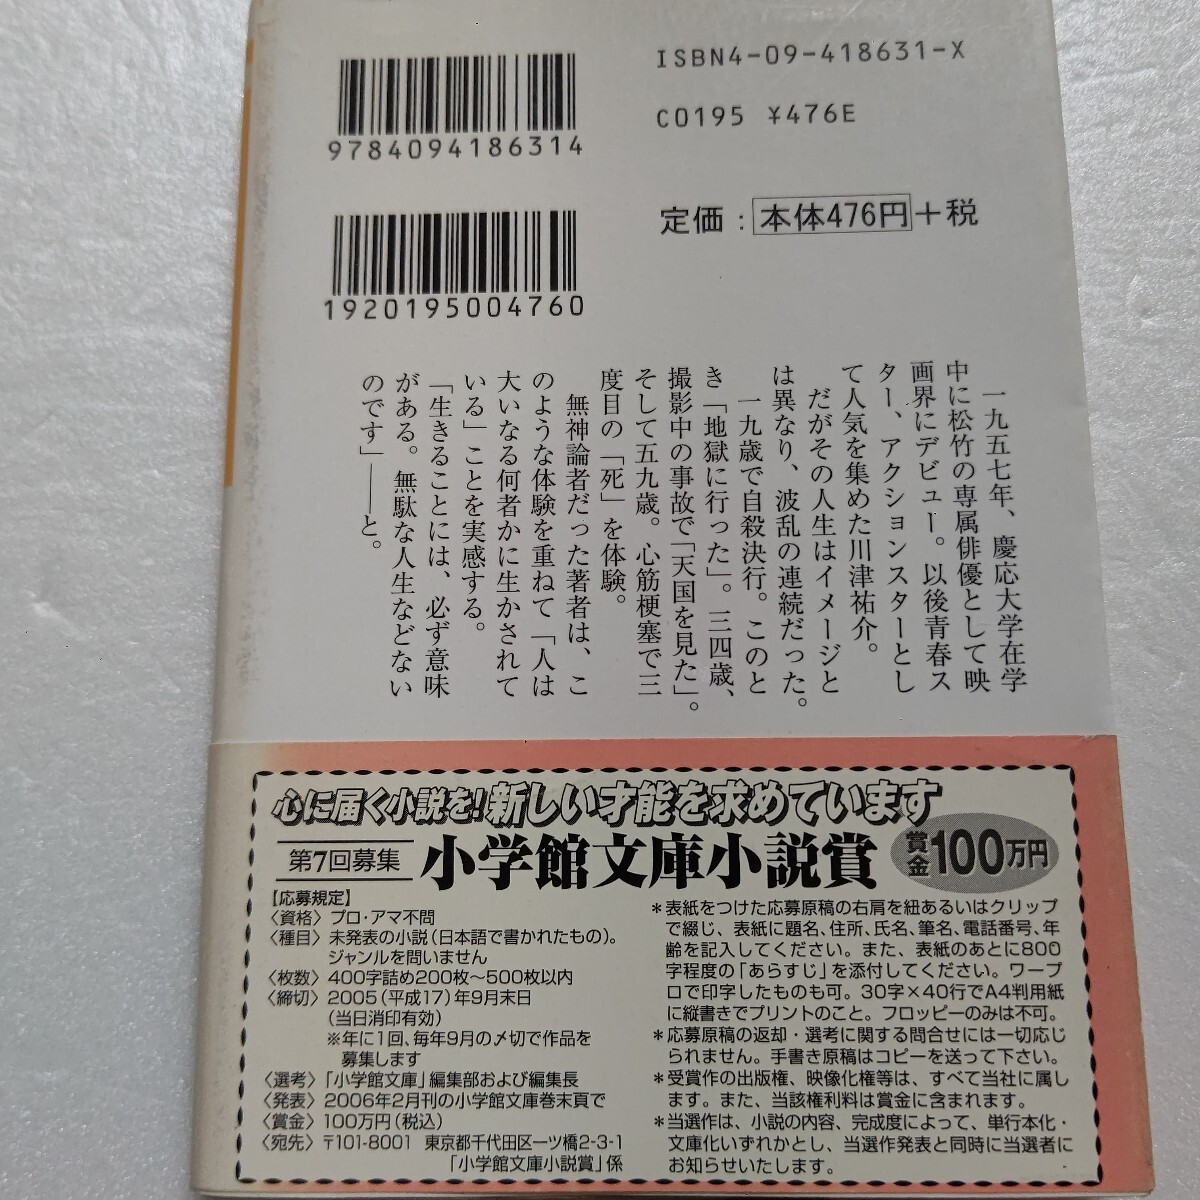 ISBN4-09-418631-X
C0195 ¥476E
9784094186314
定価：本体476円＋税
1920195004760
一九五七年、慶応大学在学
中に松竹の専属俳優として映
画界にデビュー。以後青春ス
ター、アクションスターとし
て人気を集めた川津祐介。
だがその人生はイメージと
は異なり、波乱の連続だった。
一九歳で自殺決行。このと
き「地獄に行った」。三四歳、
撮影中の事故で「天国を見た」。
そして五九歳。心筋梗塞で三
度目の「死」を体験。
無神論者だった著者は、こ
のような体験を重ねて「人は
大いなる何者かに生かされて
いる」ことを実感する。
「生きることには、必ず意味
がある。無駄な人生などない
のです」――と。
心に届く小説を！新しい才能を求めています
第7回募集 小学館文庫小説賞 賞金100万円
【応募規定】
〈資格〉プロ・アマ不問
〈種目〉未発表の小説（日本語で書かれたもの）。
ジャンルを問いません
〈枚数〉400字詰め200枚〜500枚以内
〈締切〉2005（平成17）年9月末日
（当日消印有効）
※年に1回、毎年9月の〆切で作品を
募集します
〈選考〉「小学館文庫」編集部および編集長
〈発表〉2006年2月刊の小学館文庫巻末頁で
〈賞金〉100万円（税込）
〈宛先〉〒101-8001 東京都千代田区一ツ橋2-3-1
「小学館文庫小説賞」係
＊表紙をつけた応募原稿の右肩を紐あるいはクリップ
で綴じ、表紙に題名、住所、氏名、筆名、電話番号、年
齢を記入してください。また、表紙のあとに800
字程度の「あらすじ」を添付してください。ワープ
ロで印字したものも可。30字×40行でA4判用紙
に縦書きでプリントのこと。フロッピーのみは不可。
＊応募原稿の返却・選考に関する問合せには一切応じ
られません。手書き原稿はコピーを送って下さい。
＊受賞作の出版権、映像化権等は、すべて当社に属し
ます。また、当該権利料は賞金に含まれます。
＊当選作は、小説の内容、完成度によって、単行本化・
文庫化いずれかとし、当選作発表と同時に当選者に
お知らせいたします。